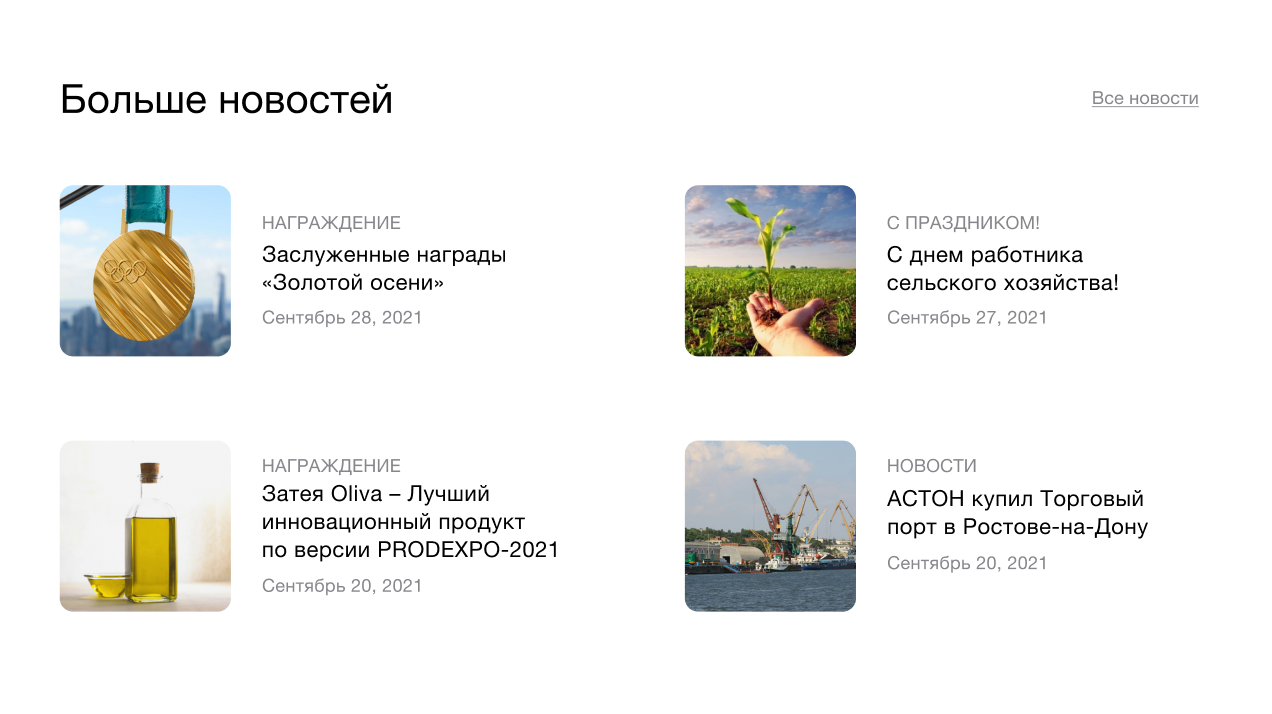 Больше новостей
Все новости
НАГРАЖДЕНИЕ
Заслуженные награды
«Золотой осени»
Сентябрь 28, 2021
С ПРАЗДНИКОМ!
С днем работника
сельского хозяйства!
Сентябрь 27, 2021
НАГРАЖДЕНИЕ
Затея Oliva – Лучший
инновационный продукт
по версии PRODEXPO-2021
Сентябрь 20, 2021
НОВОСТИ
АСТОН купил Торговый
порт в Ростове-на-Дону
Сентябрь 20, 2021